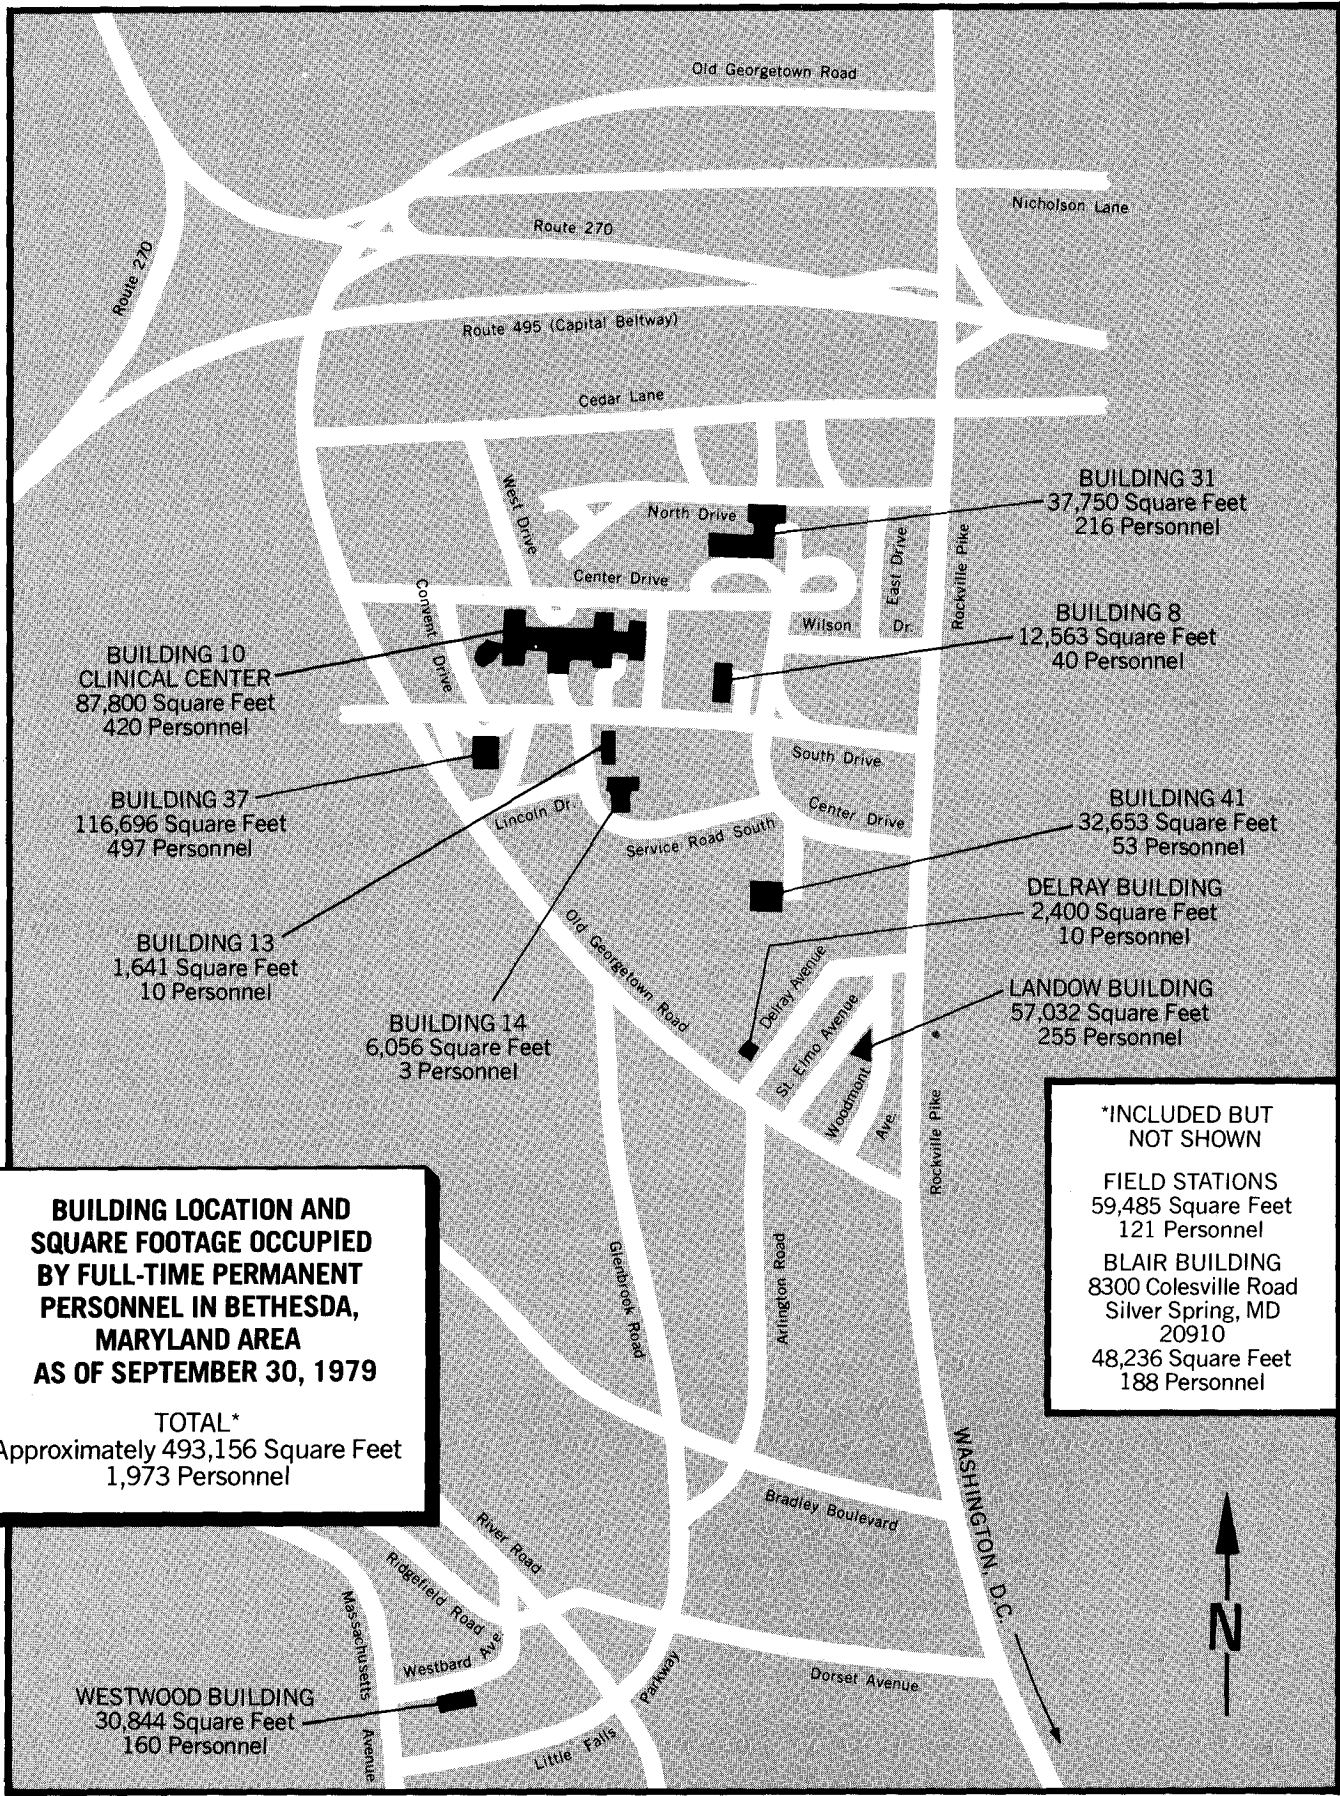 Old Georgetown Road
Nicholson Lane
Route 270
Route 270
Route 495 (Capital Beltway)
Cedar Lane
West Drive
North Drive
East Drive
Rockville Pike
BUILDING 31
37,750 Square Feet
216 Personnel
Center Drive
Convent Drive
Wilson Dr.
BUILDING 8
12,563 Square Feet
40 Personnel
BUILDING 10
CLINICAL CENTER
87,800 Square Feet
420 Personnel
South Drive
BUILDING 37
116,696 Square Feet
497 Personnel
Lincoln Dr.
Service Road South
Center Drive
BUILDING 41
32,653 Square Feet
53 Personnel
DELRAY BUILDING
2,400 Square Feet
10 Personnel
BUILDING 13
1,641 Square Feet
10 Personnel
Old Georgetown Road
Delray Avenue
St. Elmo Avenue
Woodmont Ave.
LANDOW BUILDING
57,032 Square Feet
255 Personnel
BUILDING 14
6,056 Square Feet
3 Personnel
Rockville Pike
*INCLUDED BUT
NOT SHOWN
FIELD STATIONS
59,485 Square Feet
121 Personnel
BLAIR BUILDING
8300 Colesville Road
Silver Spring, MD
20910
48,236 Square Feet
188 Personnel
BUILDING LOCATION AND
SQUARE FOOTAGE OCCUPIED
BY FULL-TIME PERMANENT
PERSONNEL IN BETHESDA,
MARYLAND AREA
AS OF SEPTEMBER 30, 1979
TOTAL*
Approximately 493,156 Square Feet
1,973 Personnel
Glenbrook Road
Arlington Road
Bradley Boulevard
WASHINGTON, D.C.
N
River Road
Ridgefield Road
Massachusetts Avenue
Westbard Ave.
Dorset Avenue
Little Falls Parkway
WESTWOOD BUILDING
30,844 Square Feet
160 Personnel